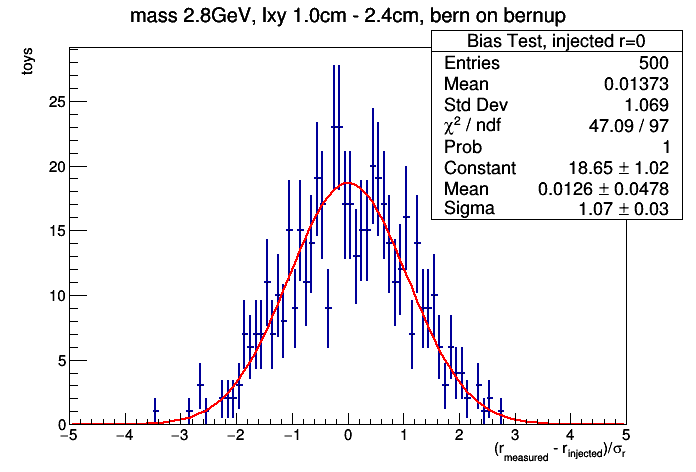 mass 2.8GeV, lxy 1.0cm - 2.4cm, bern on bernup
toys
Bias Test, injected r=0
Entries 500
Mean 0.01373
Std Dev 1.069
χ² / ndf 47.09 / 97
Prob 1
Constant 18.65 ± 1.02
Mean 0.0126 ± 0.0478
Sigma 1.07 ± 0.03
25
20
15
10
5
0
−5 −4 −3 −2 −1 0 1 2 3 4 5
(r_measured - r_injected)/σ_r